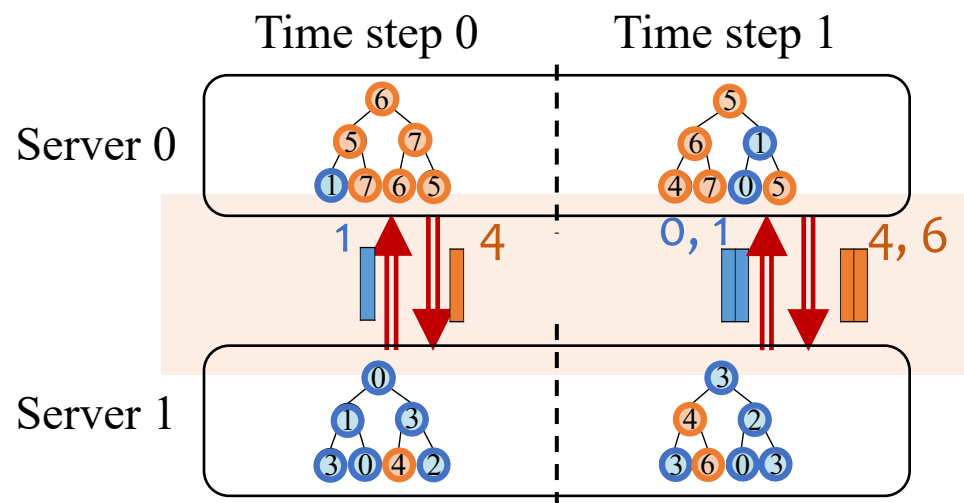 Time step 0 Time step 1
Server 0
6 5
5 7 6 1
1 7 6 5 4 7 0 5
1 4 0, 1 4, 6
Server 1
0 3
1 3 4 2
3 0 4 2 3 6 0 3